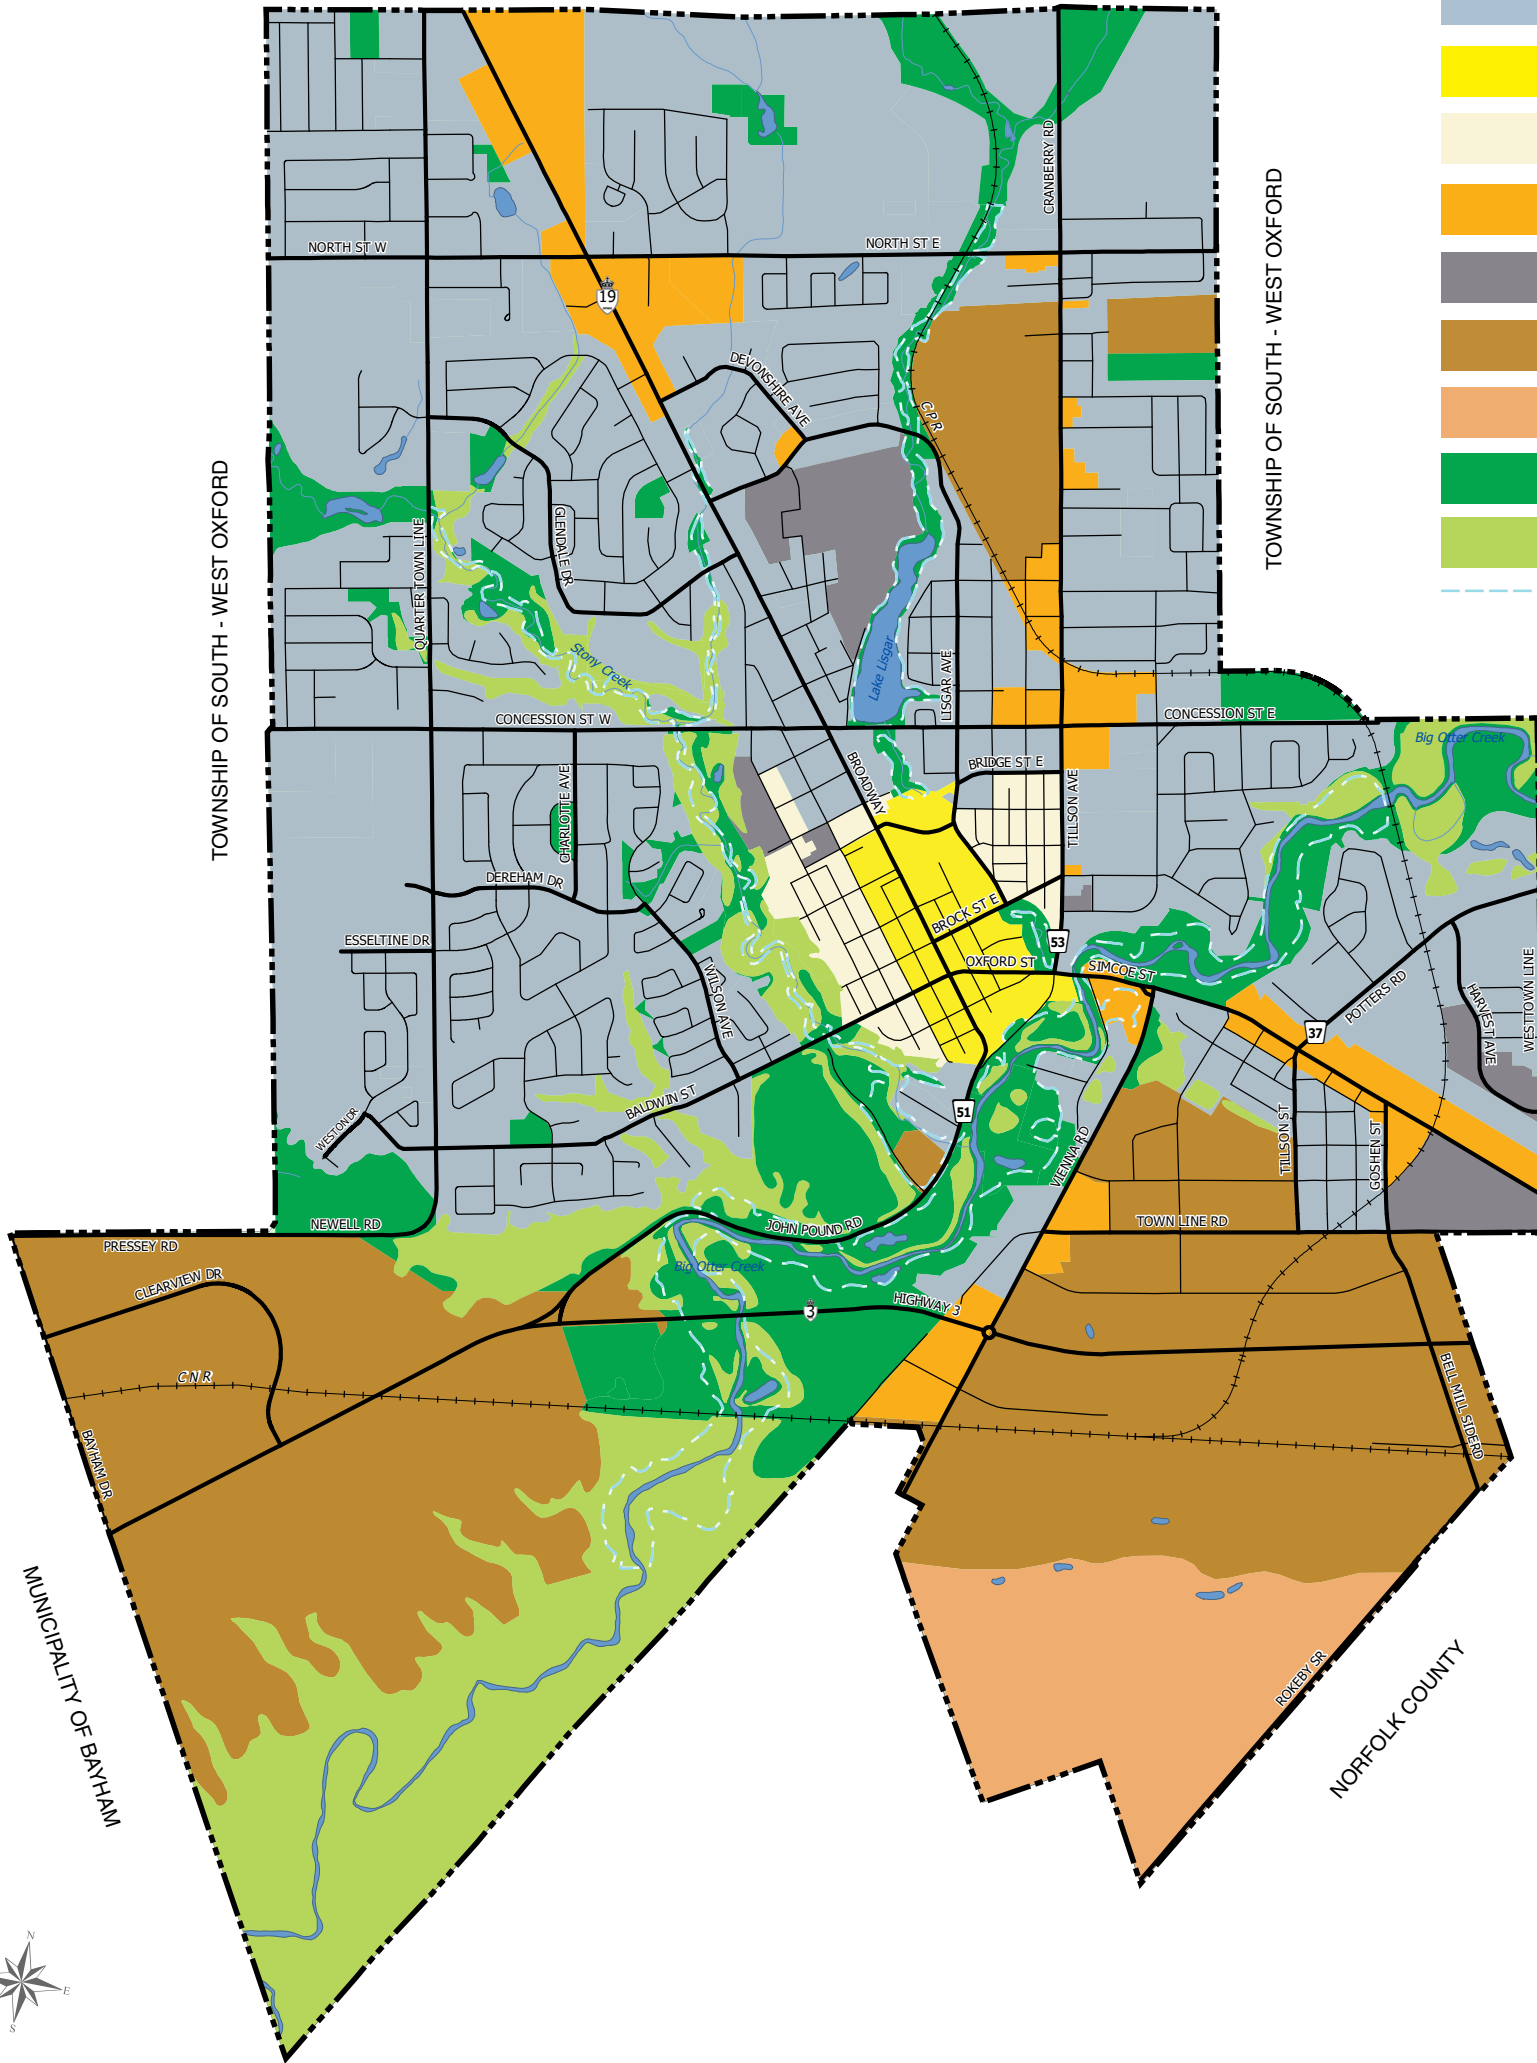 CRANBERRY RD
TOWNSHIP OF SOUTH - WEST OXFORD
NORTH ST W
NORTH ST E
19
DEVONSHIRE AVE
CPR
TOWNSHIP OF SOUTH - WEST OXFORD
QUARTER TOWN LINE
GLENDALE DR
Stony Creek
Lake Lisgar
LISGAR AVE
CONCESSION ST W
CONCESSION ST E
Big Otter Creek
BROADWAY
BRIDGE ST E
TILLSON AVE
CHARLOTTE AVE
DEREHAM DR
BROCK ST E
ESSELTINE DR
53
OXFORD ST
SIMCOE ST
WILSON AVE
POTTERS RD
HARVEST AVE
WESTTOWN LINE
37
BALDWIN ST
51
WESTON DR
VIENNA RD
TILLSON ST
GOSHEN ST
NEWELL RD
JOHN POUND RD
TOWN LINE RD
PRESSEY RD
Big Otter Creek
CLEARVIEW DR
3
HIGHWAY 3
CNR
BELL MILL SIDERD
BAYHAM DR
MUNICIPALITY OF BAYHAM
ROKEBY SR
NORFOLK COUNTY
N
E
S